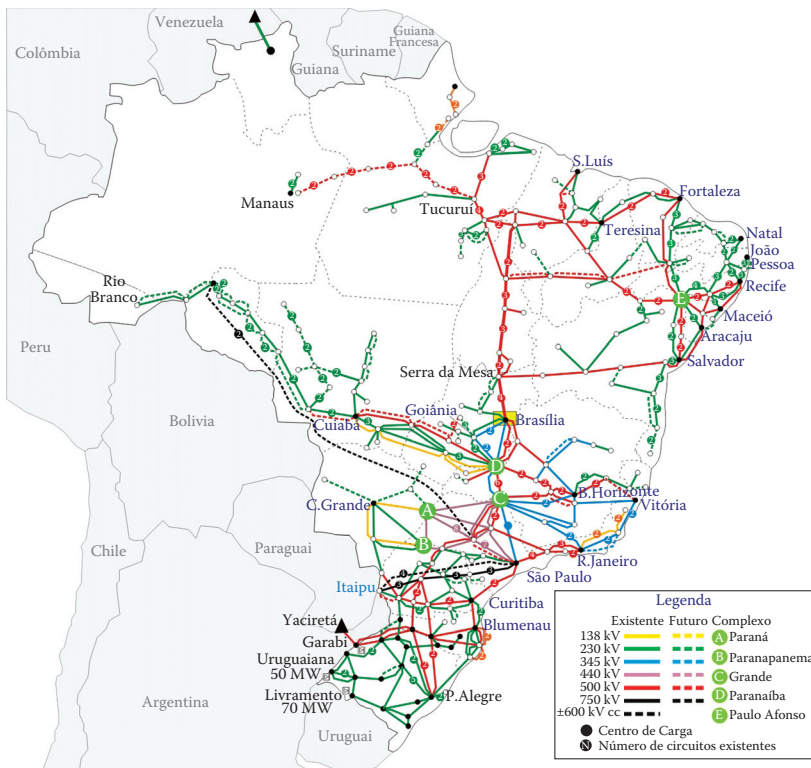 Venezuela
Guiana
Francesa
Colômbia
Suriname
Guiana
S.Luís
Manaus
Tucuruí
Fortaleza
Teresina
Natal
João
Pessoa
Rio
Branco
Recife
E
Maceió
Aracaju
Peru
Serra da Mesa
Salvador
Bolivia
Goiânia
Cuiabá
Brasília
D
B.Horizonte
C.Grande
A
C
Vitória
Chile
B
Paraguai
R.Janeiro
São Paulo
Itaipu
Curitiba
Yaciretá
Blumenau
Garabi
Uruguaiana
50 MW
Livramento
70 MW
P.Alegre
Argentina
Uruguai
Legenda
Existente Futuro Complexo
138 kV A Paraná
230 kV
345 kV B Paranapanema
440 kV C Grande
500 kV D Paranaíba
750 kV
±600 kV cc E Paulo Afonso
Centro de Carga
N Número de circuitos existentes